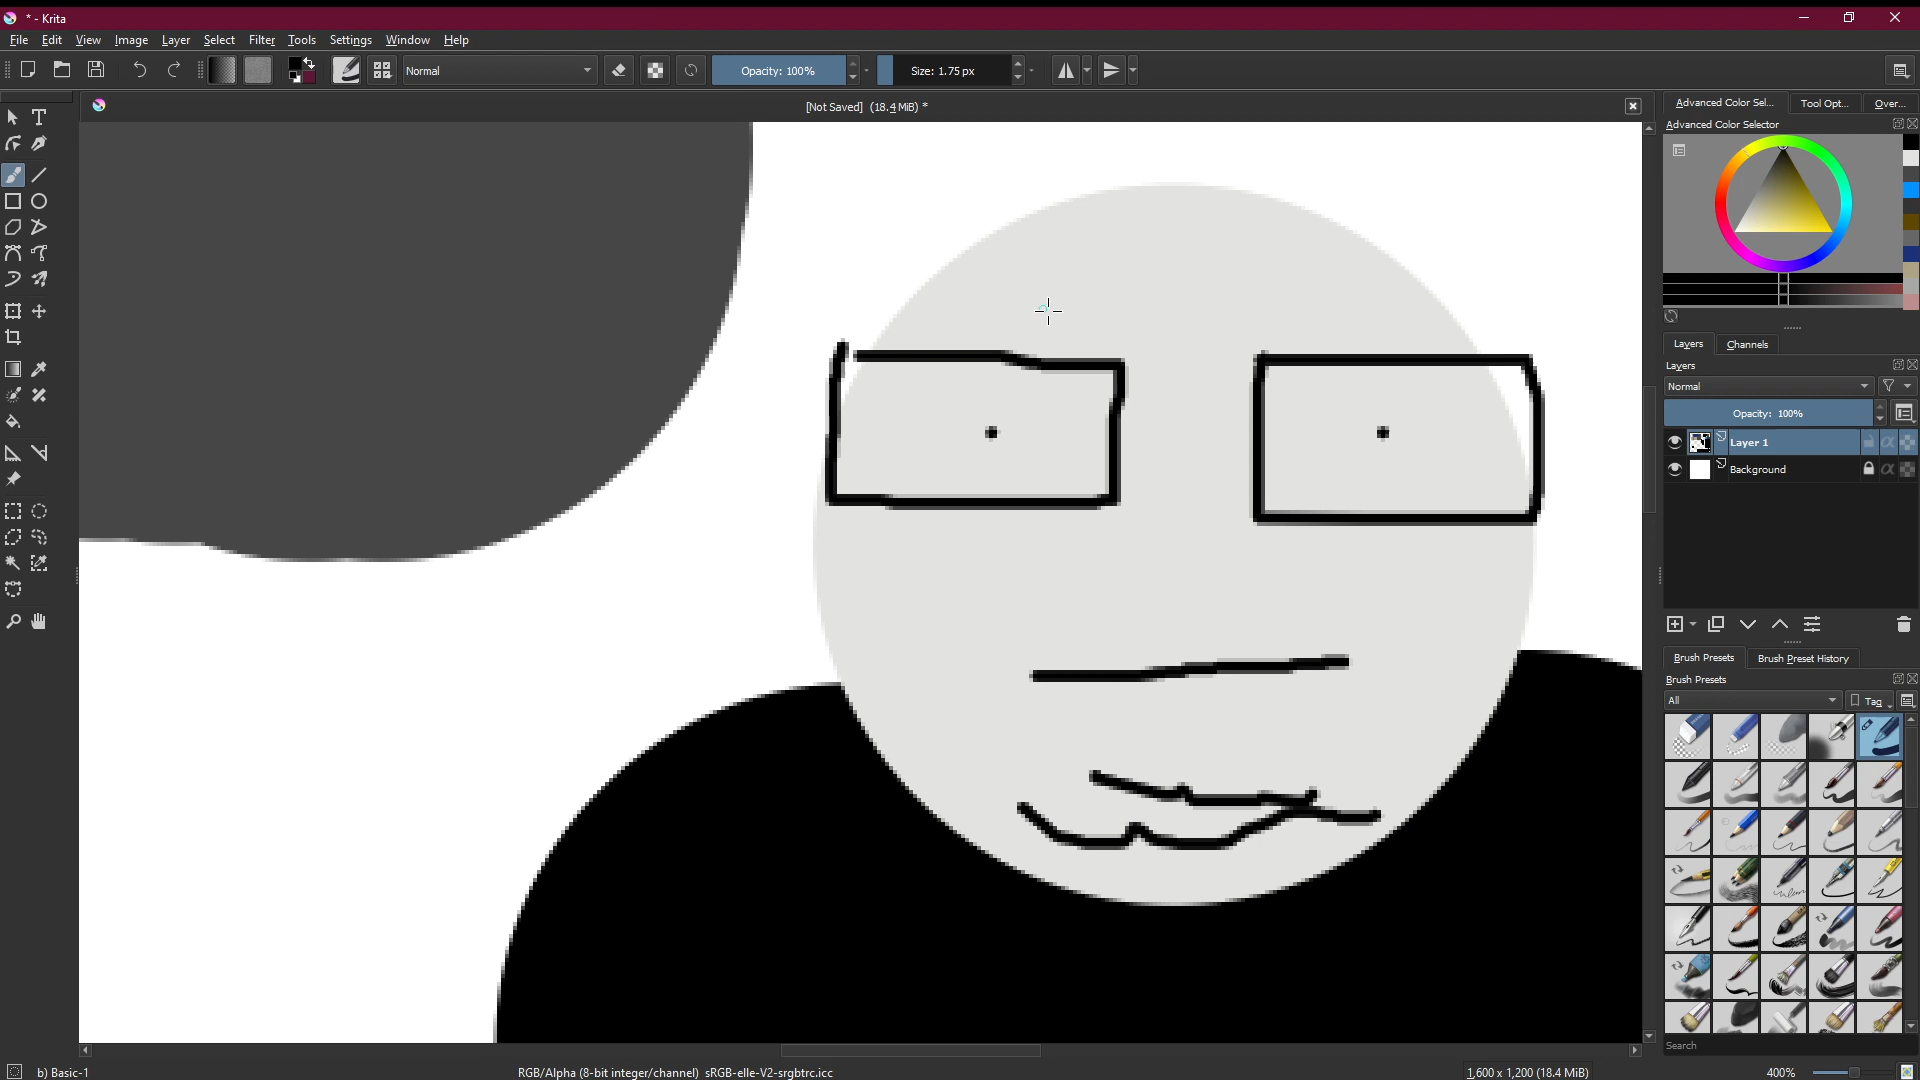 * - Krita
File Edit View Image Layer Select Filter Tools Settings Window Help
Normal Opacity: 100% Size: 1.75 px
[Not Saved] (18.4 MiB) *
Advanced Color Sel... Tool Opt... Over...
Advanced Color Selector
Layers Channels
Layers
Normal
Opacity: 100%
Layer 1
Background
Brush Presets Brush Preset History
Brush Presets
All Tag
Search
b) Basic-1 RGB/Alpha (8-bit integer/channel) sRGB-elle-V2-srgbtrc.icc 1,600 x 1,200 (18.4 MiB) 400%